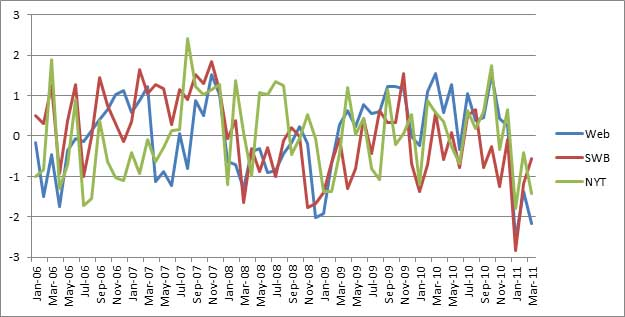 3
2
1
0
-1
-2
-3
Jan-06
Mar- 06
May-06
Jul- 06
Sep- 06
Nov- 06
Jan- 07
Mar- 07
May- 07
Jul- 07
Sep- 07
Nov- 07
Jan- 08
Mar- 08
May- 08
Jul- 08
Sep- 08
Nov- 08
Jan- 09
Mar- 09
May- 09
Jul- 09
Sep- 09
Nov- 09
Jan- 10
Mar- 10
May- 10
Jul- 10
Sep- 10
Nov- 10
Jan- 11
Mar- 11
Web
SWB
NYT